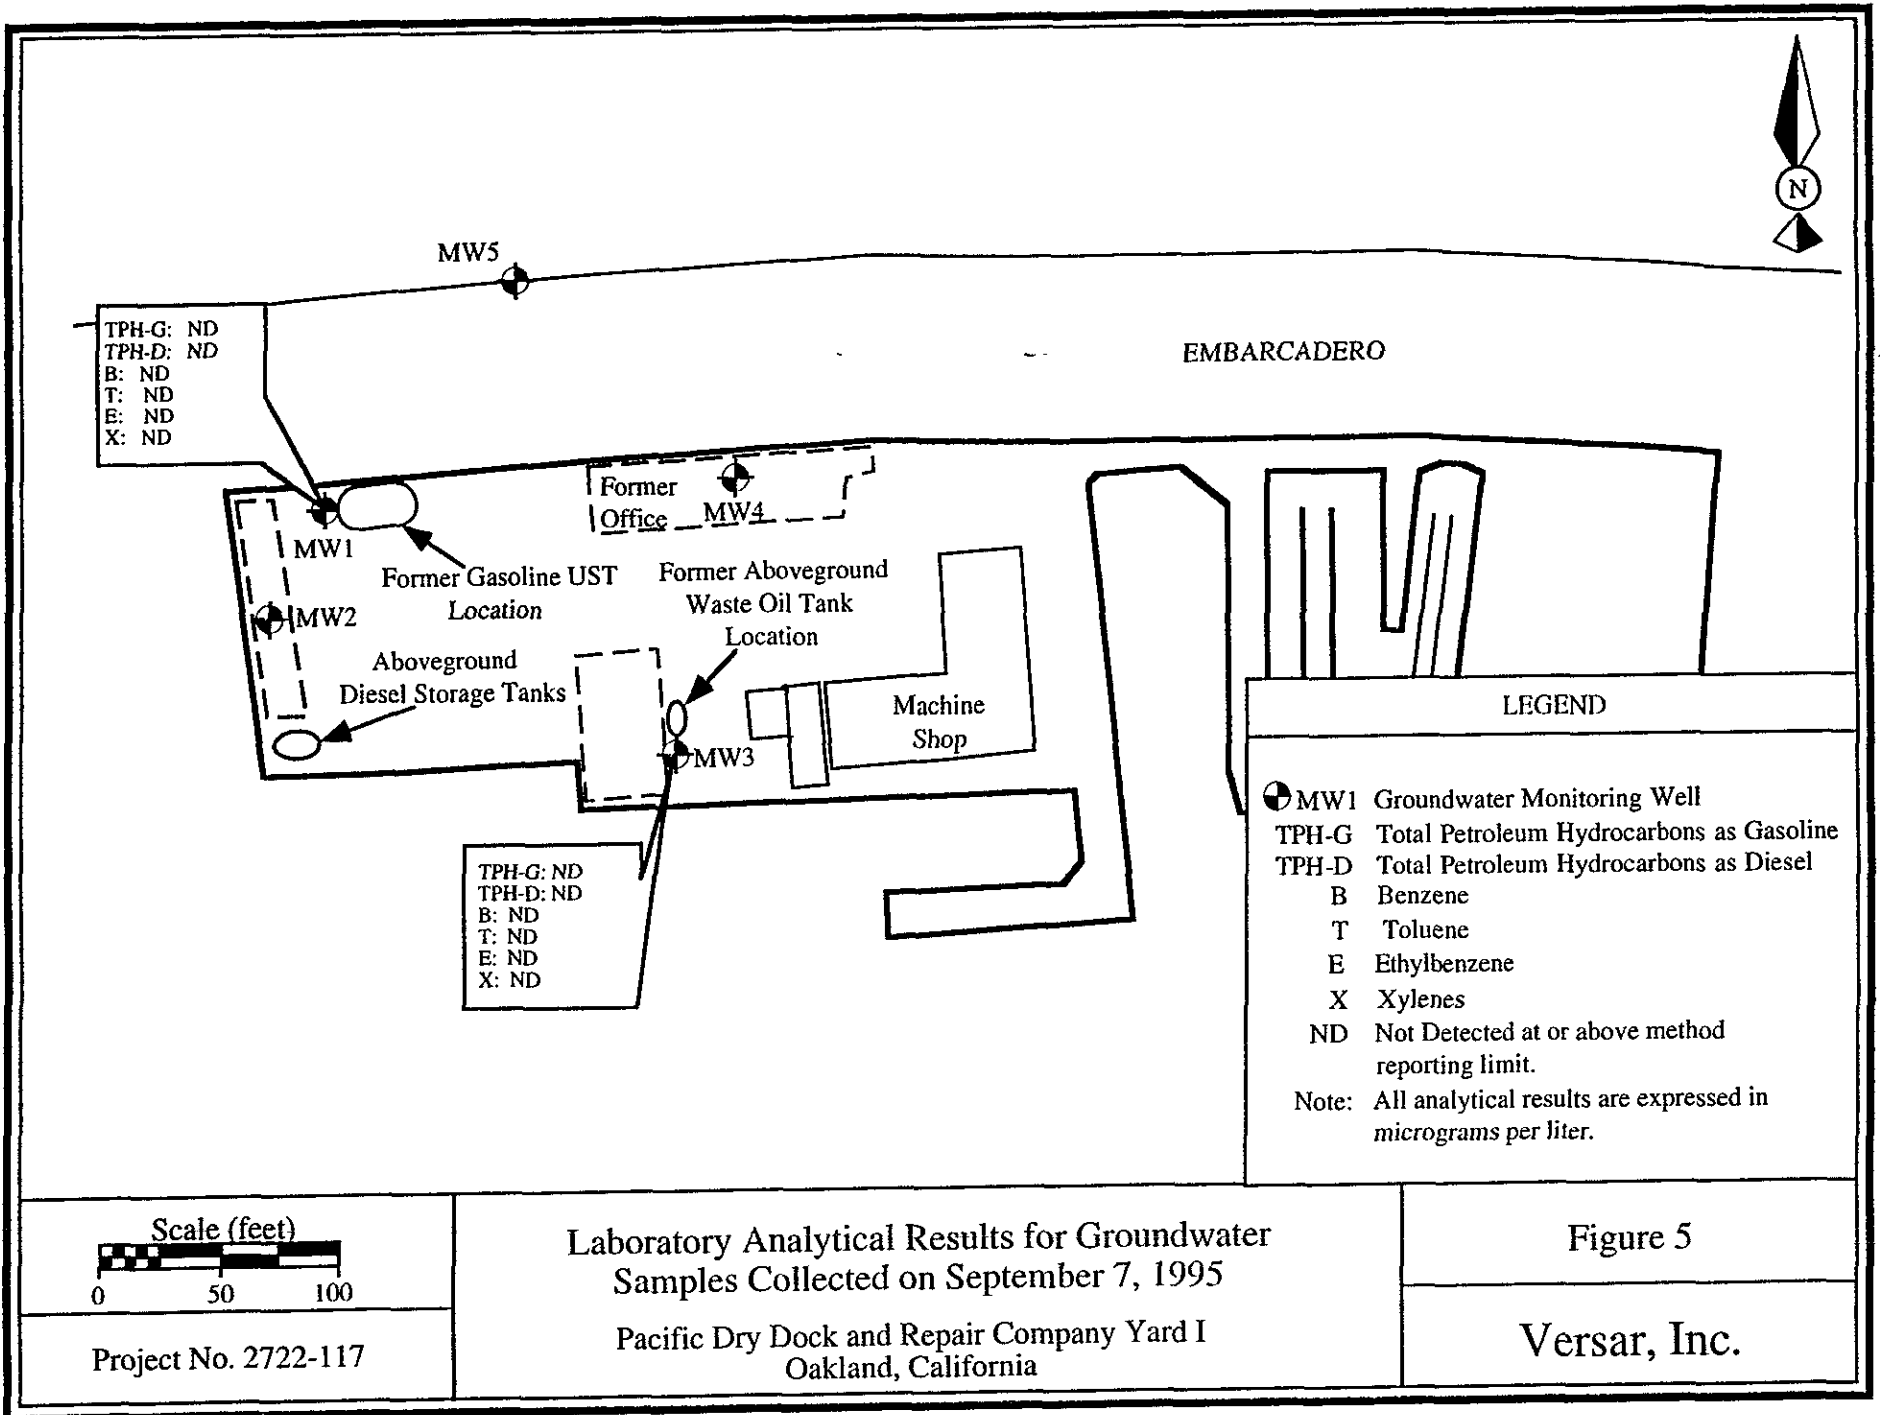 N
MW5
EMBARCADERO
TPH-G: ND
TPH-D: ND
B: ND
T: ND
E: ND
X: ND
Former
Office
MW4
MW1
Former Gasoline UST
Location
Former Aboveground
Waste Oil Tank
Location
MW2
Aboveground
Diesel Storage Tanks
Machine
Shop
MW3
TPH-G: ND
TPH-D: ND
B: ND
T: ND
E: ND
X: ND
LEGEND
MW1 Groundwater Monitoring Well
TPH-G Total Petroleum Hydrocarbons as Gasoline
TPH-D Total Petroleum Hydrocarbons as Diesel
B Benzene
T Toluene
E Ethylbenzene
X Xylenes
ND Not Detected at or above method
reporting limit.
Note: All analytical results are expressed in
micrograms per liter.
Scale (feet)
0 50 100
Project No. 2722-117
Laboratory Analytical Results for Groundwater
Samples Collected on September 7, 1995
Pacific Dry Dock and Repair Company Yard I
Oakland, California
Figure 5
Versar, Inc.